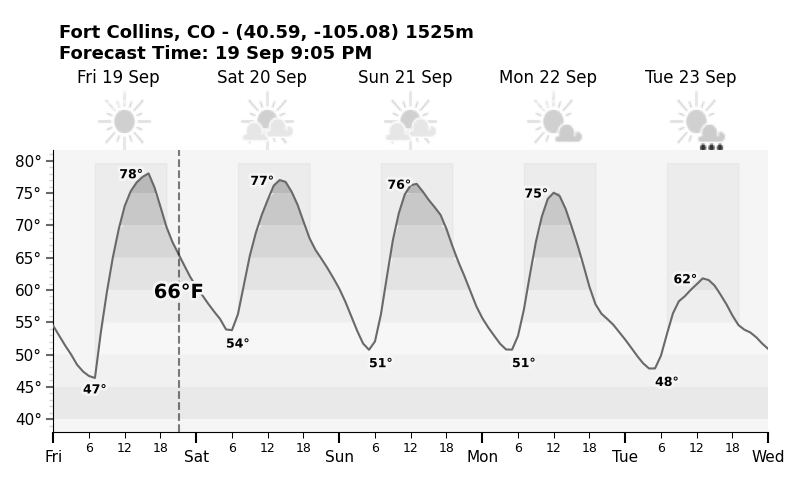 Fort Collins, CO - (40.59, -105.08) 1525m
Forecast Time: 19 Sep 9:05 PM
Fri 19 Sep Sat 20 Sep Sun 21 Sep Mon 22 Sep Tue 23 Sep
80°
78° 77° 76° 75°
75°
70°
65°
62°
66°F
60°
55°
54°
50°
51° 51°
47° 48°
45°
40°
6 12 18 6 12 18 6 12 18 6 12 18 6 12 18
Fri Sat Sun Mon Tue Wed